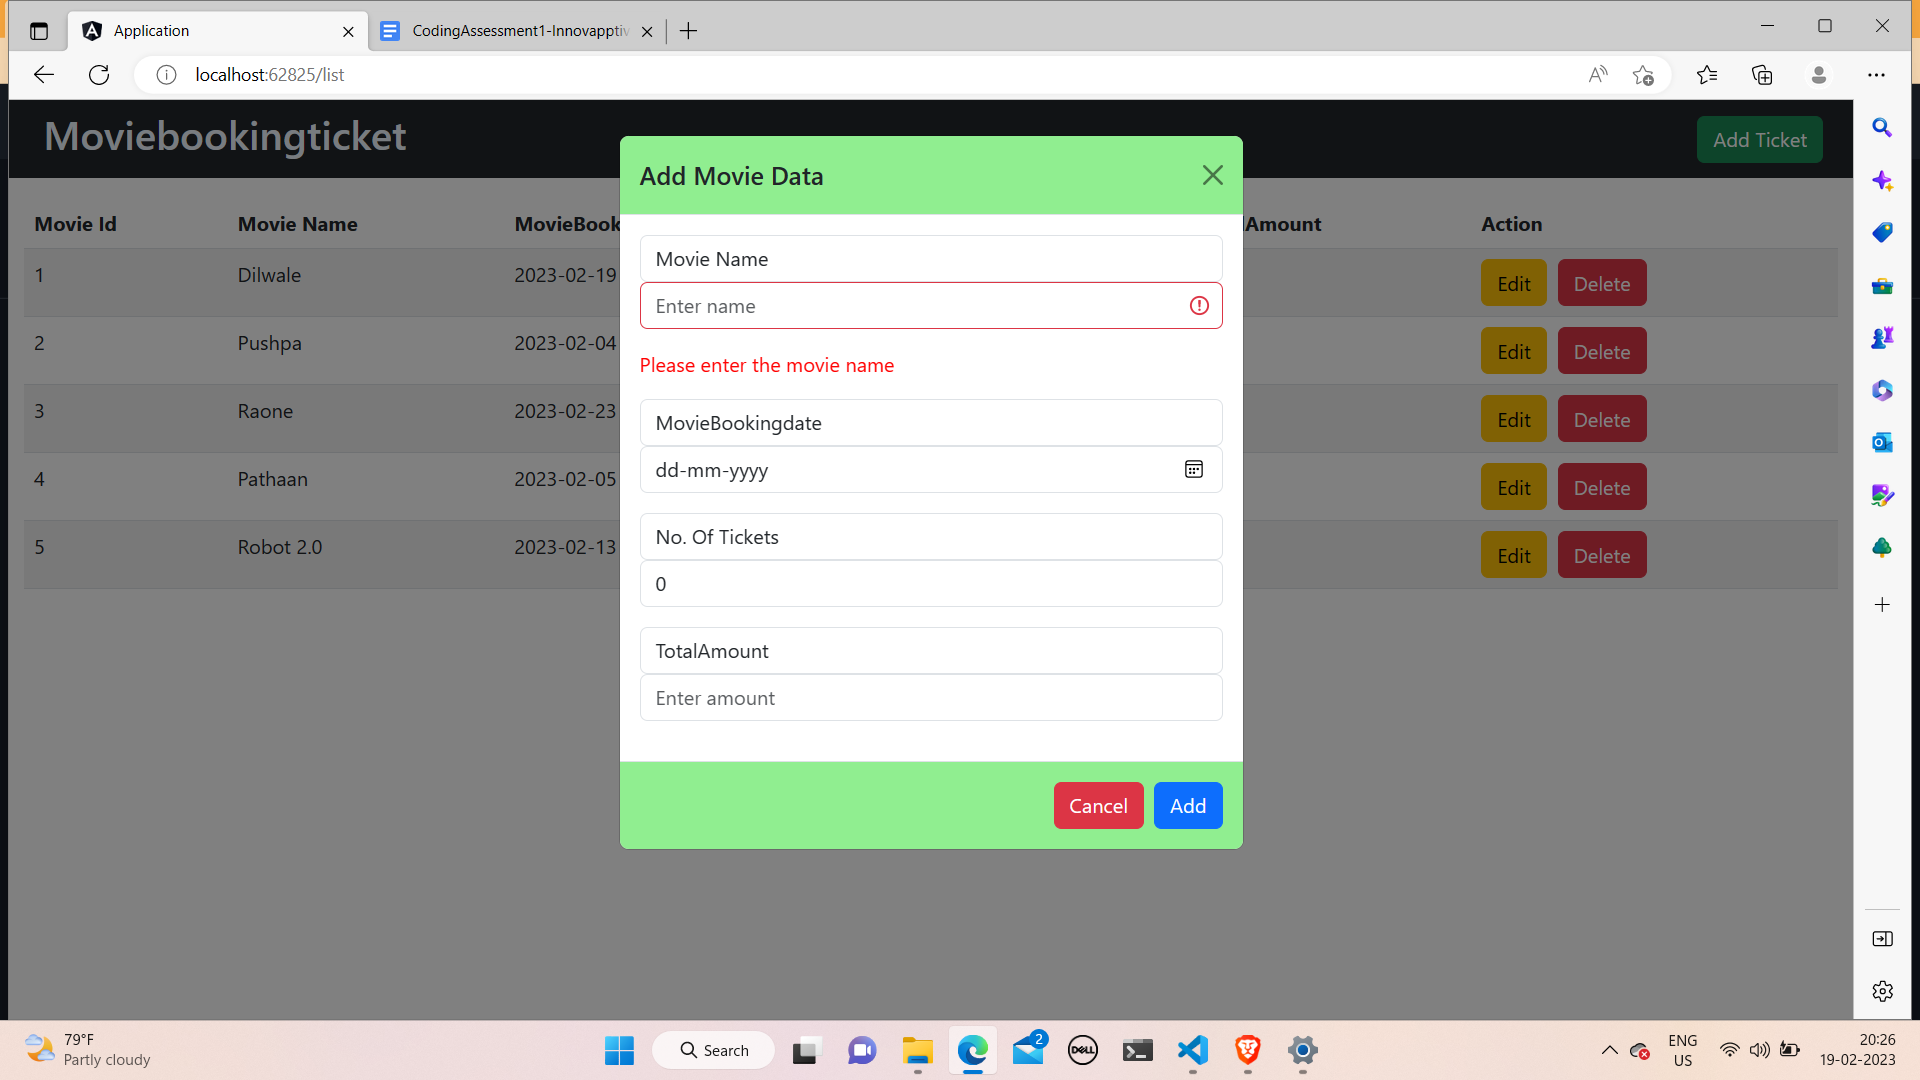 Application
CodingAssessment1-Innovapptiv
localhost:62825/list
Moviebookingticket
Add Ticket
Add Movie Data
Movie Id Movie Name MovieBook lAmount Action
1 Dilwale 2023-02-19 Edit Delete
2 Pushpa 2023-02-04 Edit Delete
3 Raone 2023-02-23 Edit Delete
4 Pathaan 2023-02-05 Edit Delete
5 Robot 2.0 2023-02-13 Edit Delete
Movie Name
Enter name
Please enter the movie name
MovieBookingdate
dd-mm-yyyy
No. Of Tickets
0
TotalAmount
Enter amount
Cancel Add
79°F
Partly cloudy
Search
2
DELL
ENG
US
20:26
19-02-2023